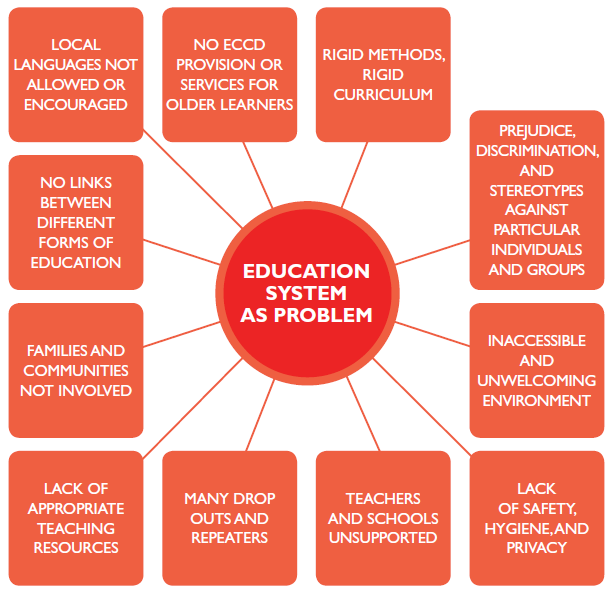 LOCAL
LANGUAGES NOT
ALLOWED OR
ENCOURAGED
NO ECCD
PROVISION OR
SERVICES FOR
OLDER LEARNERS
RIGID METHODS,
RIGID
CURRICULUM
PREJUDICE,
DISCRIMINATION,
AND
STEREOTYPES
AGAINST
PARTICULAR
INDIVIDUALS
AND GROUPS
NO LINKS
BETWEEN
DIFFERENT
FORMS OF
EDUCATION
EDUCATION
SYSTEM
AS PROBLEM
FAMILIES AND
COMMUNITIES
NOT INVOLVED
INACCESSIBLE
AND
UNWELCOMING
ENVIRONMENT
LACK OF
APPROPRIATE
TEACHING
RESOURCES
MANY DROP
OUTS AND
REPEATERS
TEACHERS
AND SCHOOLS
UNSUPPORTED
LACK
OF SAFETY,
HYGIENE, AND
PRIVACY